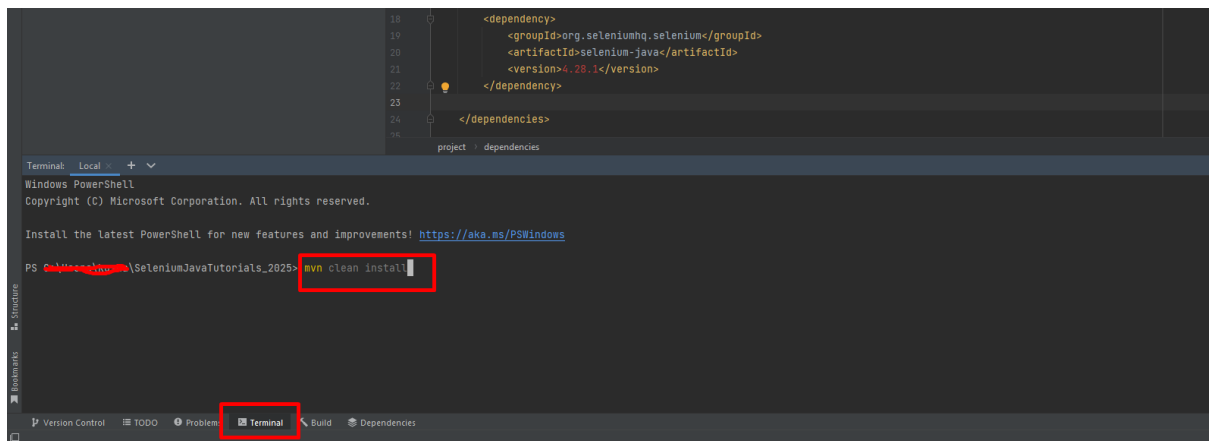 18 <dependency>
19 <groupId>org.seleniumhq.selenium</groupId>
20 <artifactId>selenium-java</artifactId>
21 <version>4.28.1</version>
22 </dependency>
23
24 </dependencies>
25
project > dependencies
Terminal: Local × +
Windows PowerShell
Copyright (C) Microsoft Corporation. All rights reserved.
Install the latest PowerShell for new features and improvements! https://aka.ms/PSWindows
PS \SeleniumJavaTutorials_2025> mvn clean install
Structure
Bookmarks
Version Control TODO Problems Terminal Build Dependencies